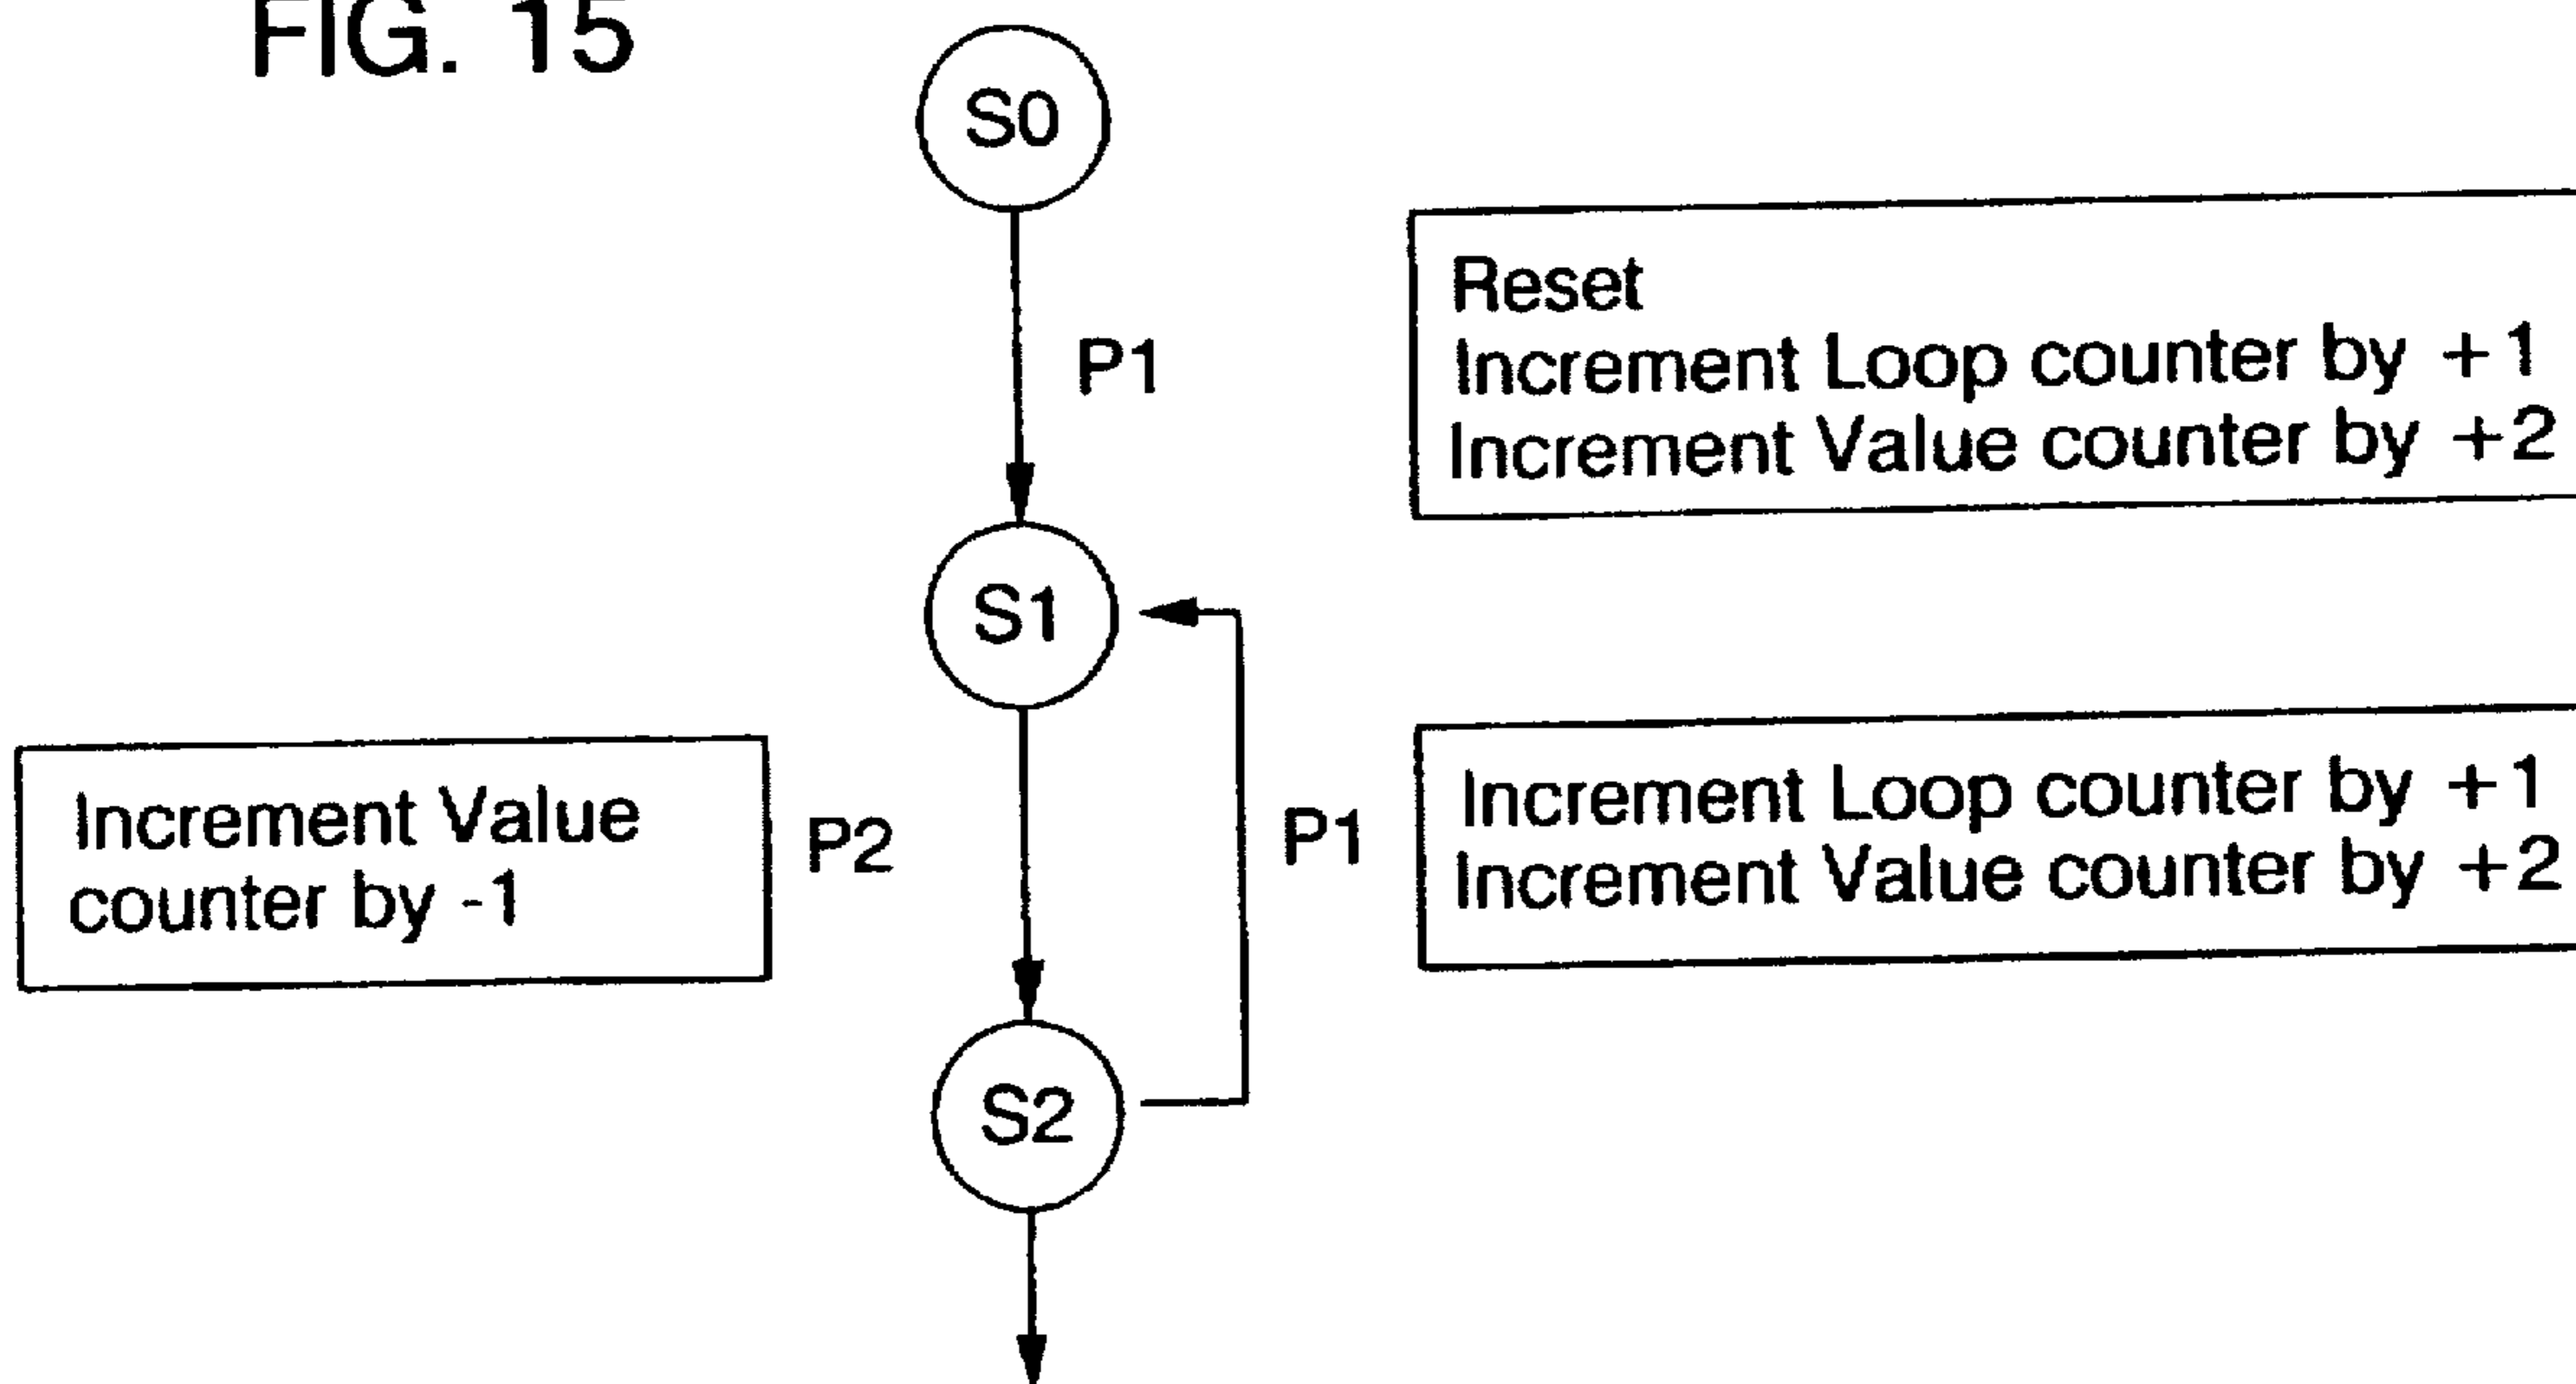 FIG. 15
S0
P1
Reset
Increment Loop counter by +1
Increment Value counter by +2
S1
Increment Value
counter by -1
P2
P1
Increment Loop counter by +1
Increment Value counter by +2
S2